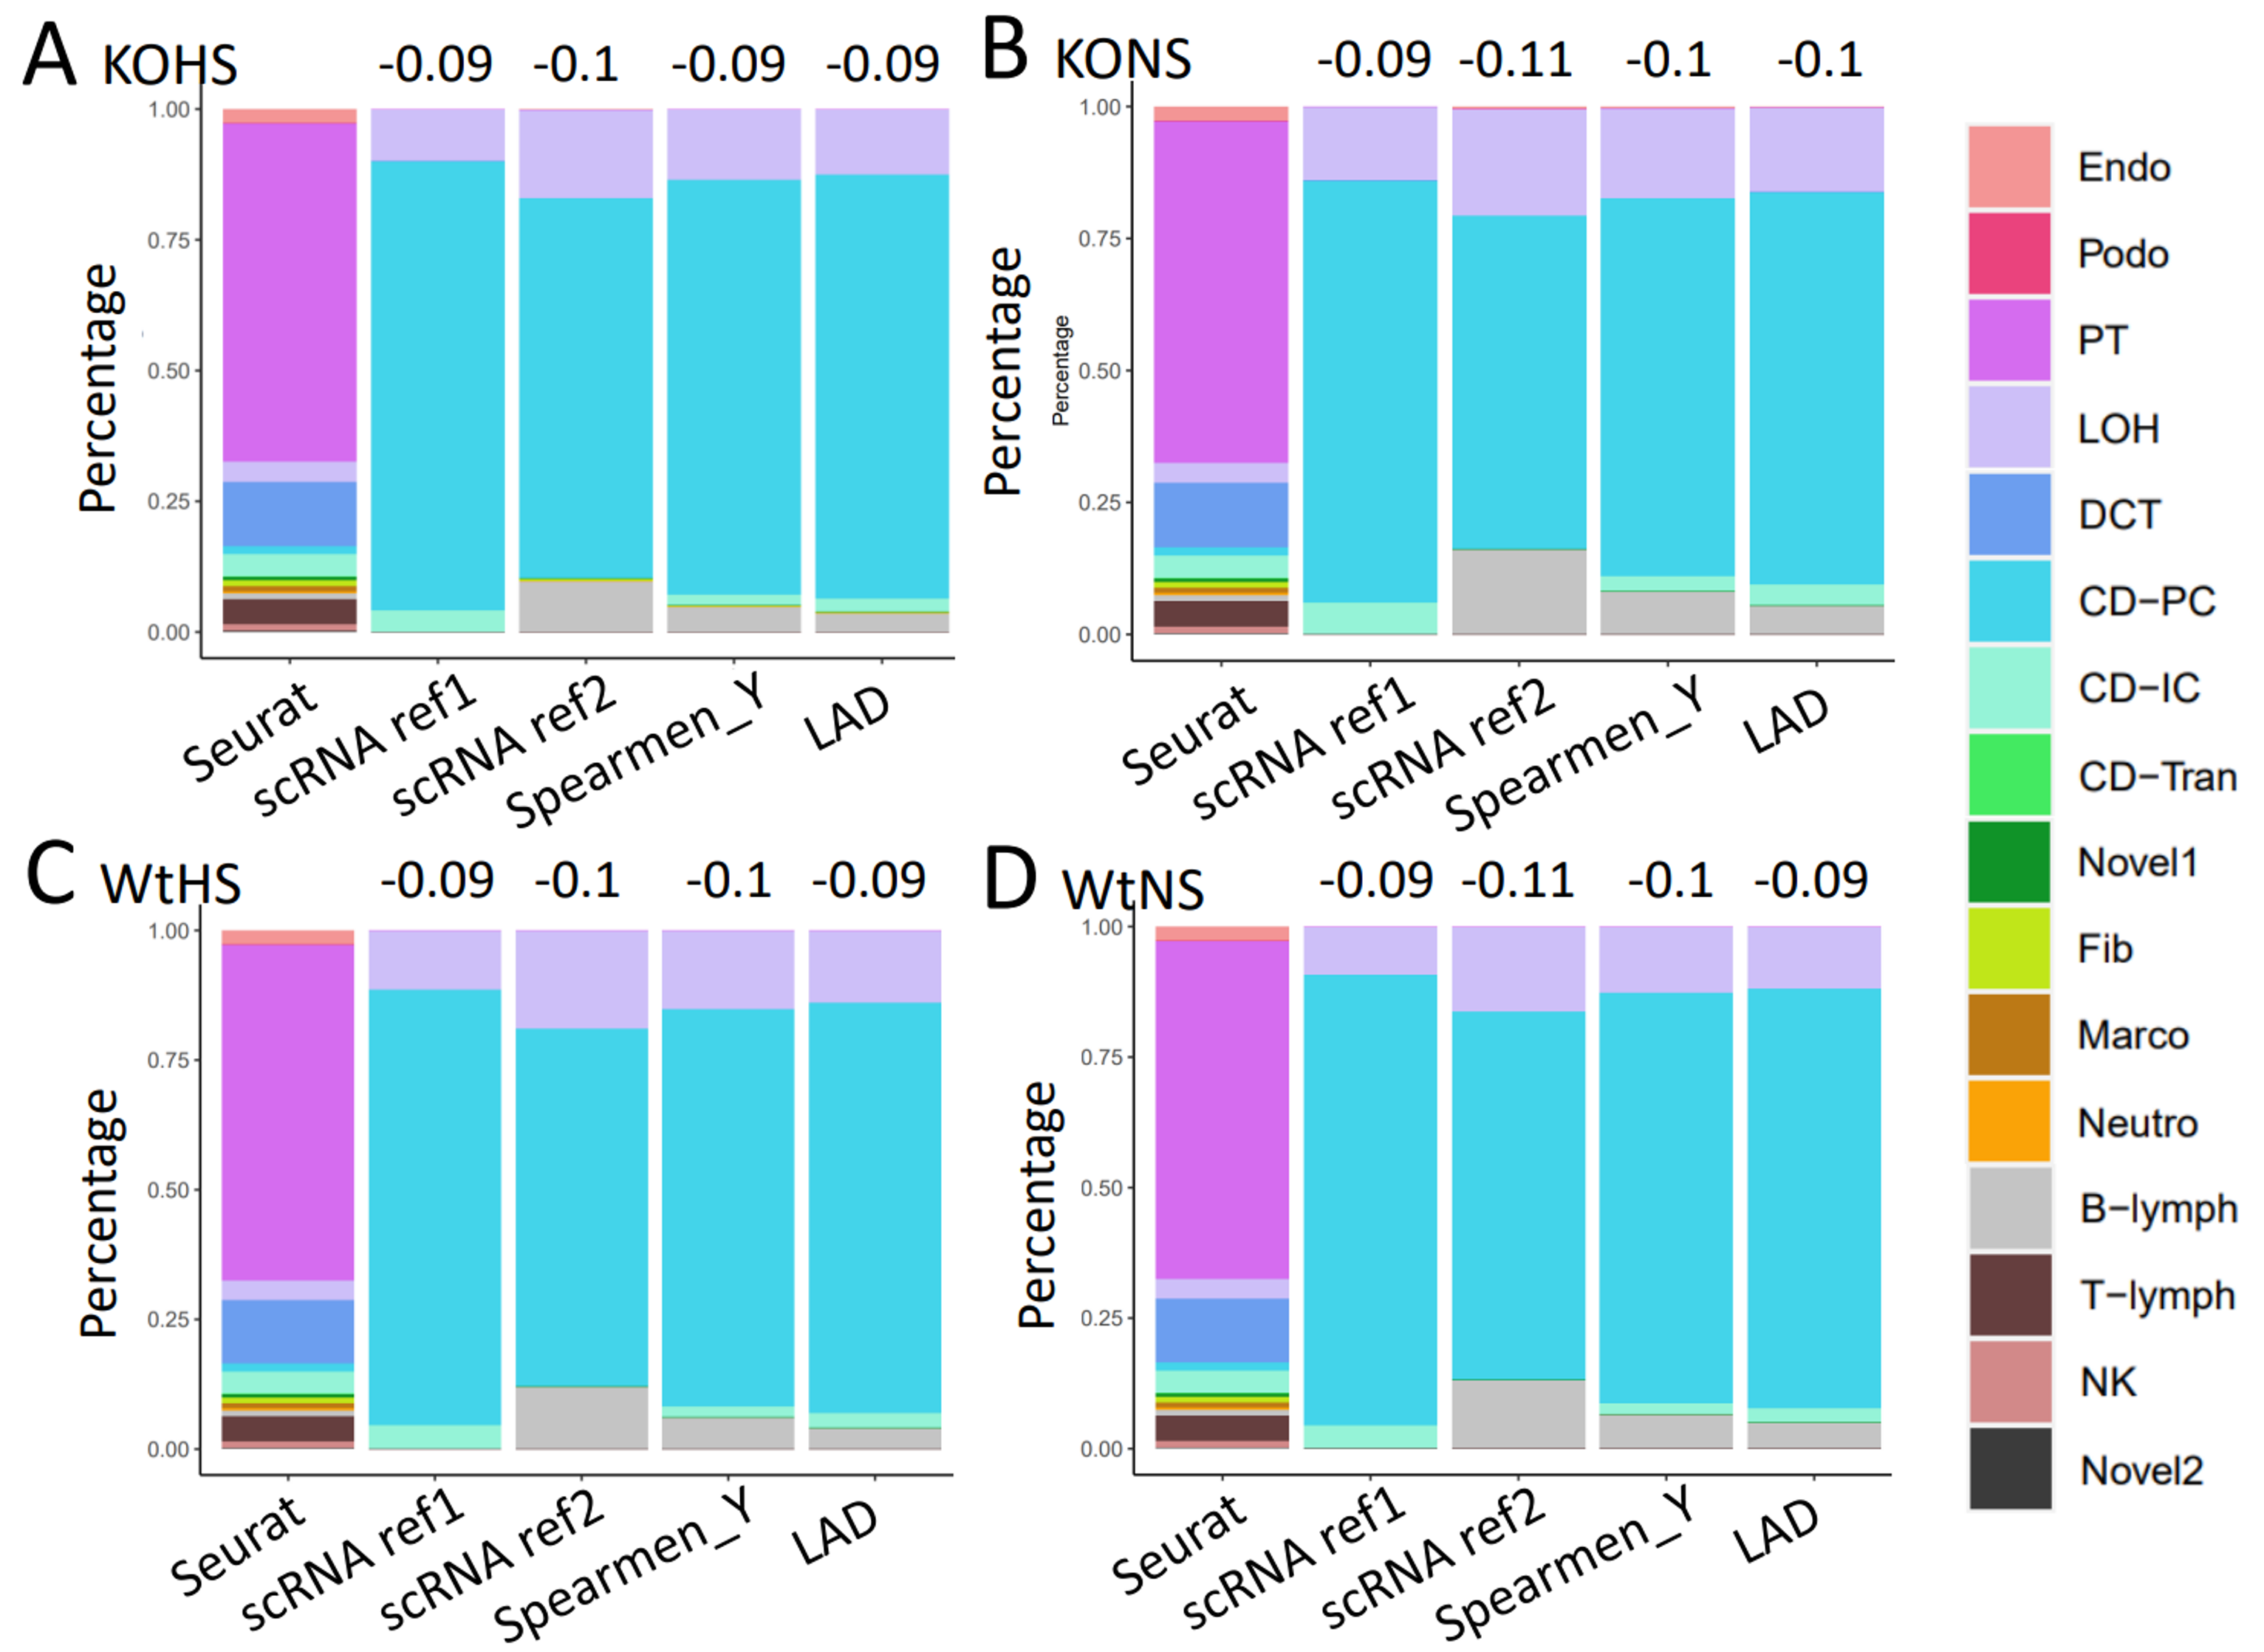 A KOHS -0.09 -0.1 -0.09 -0.09
1.00
0.75
0.50
0.25
0.00
Percentage
Seurat
scRNA ref1
scRNA ref2
Spearmen_Y
LAD
B KONS -0.09 -0.11 -0.1 -0.1
1.00
0.75
0.50
0.25
0.00
Percentage
Percentage
Seurat
scRNA ref1
scRNA ref2
Spearmen_Y
LAD
C WtHS -0.09 -0.1 -0.1 -0.09
1.00
0.75
0.50
0.25
0.00
Percentage
Seurat
scRNA ref1
scRNA ref2
Spearmen_Y
LAD
D WtNS -0.09 -0.11 -0.1 -0.09
1.00
0.75
0.50
0.25
0.00
Percentage
Seurat
scRNA ref1
scRNA ref2
Spearmen_Y
LAD
Endo
Podo
PT
LOH
DCT
CD−PC
CD−IC
CD−Tran
Novel1
Fib
Marco
Neutro
B−lymph
T−lymph
NK
Novel2